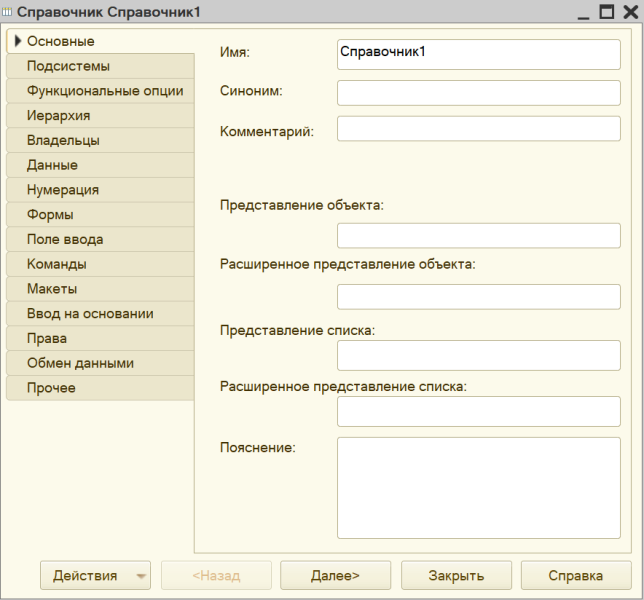 Справочник Справочник1
Основные
Подсистемы
Функциональные опции
Иерархия
Владельцы
Данные
Нумерация
Формы
Поле ввода
Команды
Макеты
Ввод на основании
Права
Обмен данными
Прочее
Имя: Справочник1
Синоним:
Комментарий:
Представление объекта:
Расширенное представление объекта:
Представление списка:
Расширенное представление списка:
Пояснение:
Действия <Назад Далее> Закрыть Справка